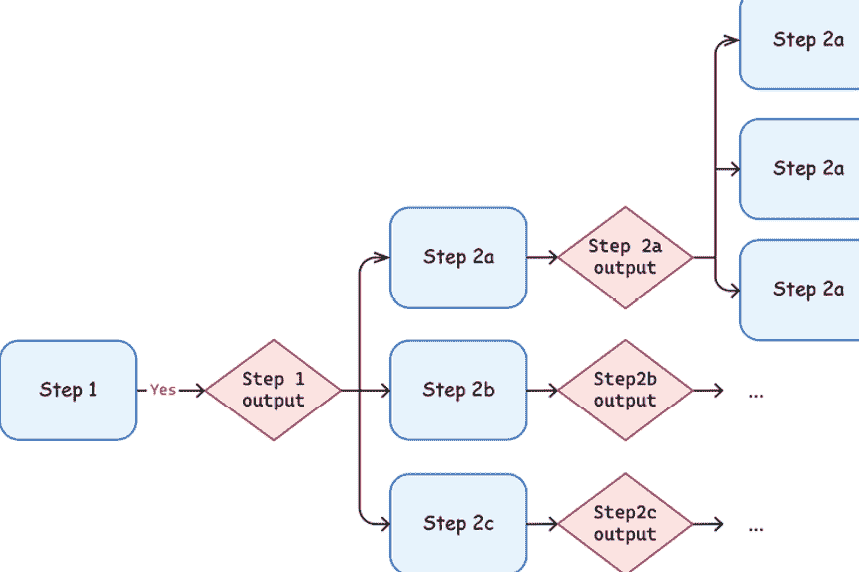 Step 2a
Step 2a
Step 2a
Step 2a
output
Step 2a
Step 1
Yes
Step 1
output
Step 2b
Step2b
output
...
Step 2c
Step2c
output
...